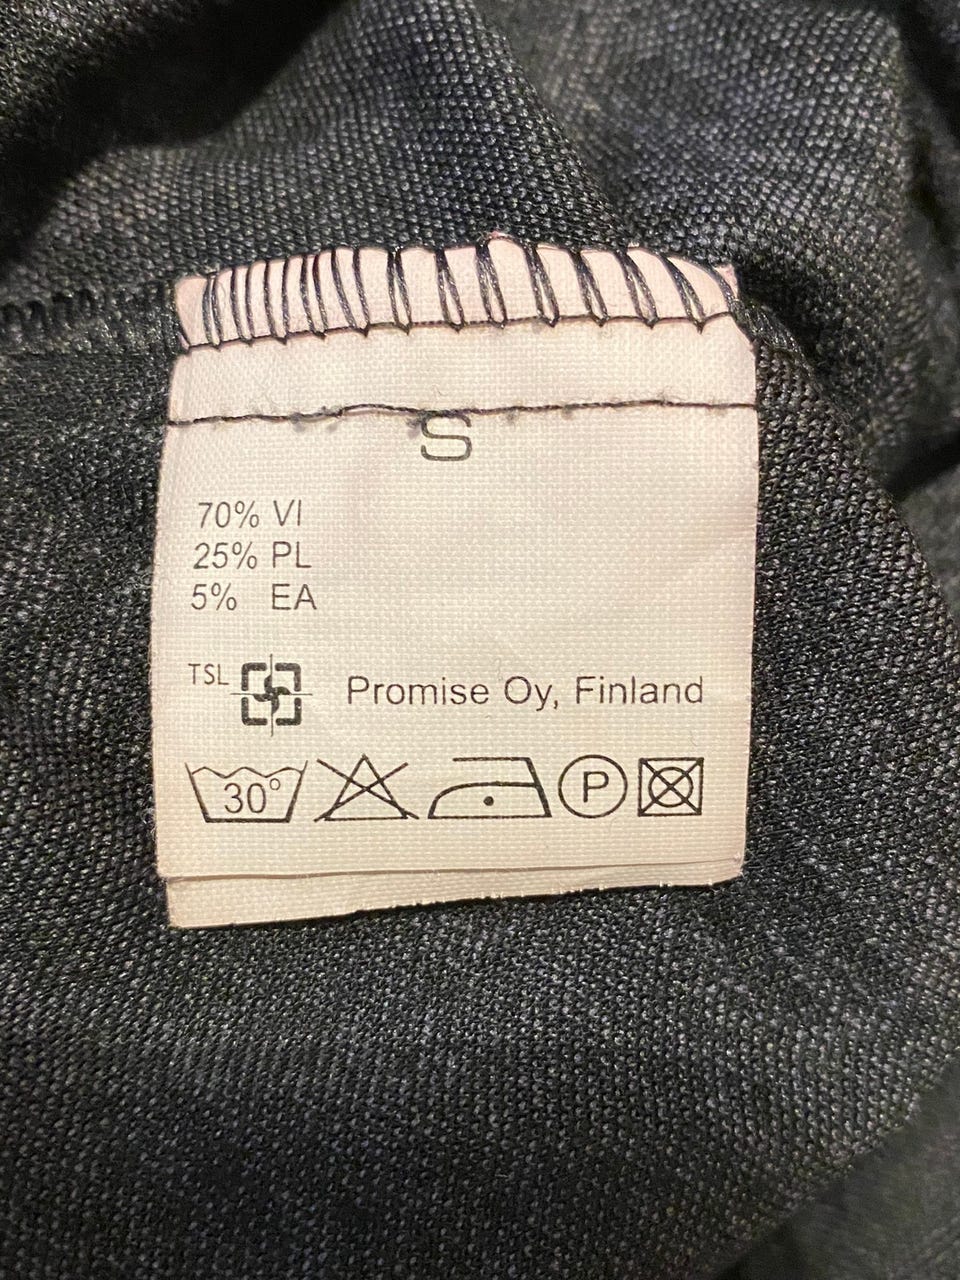 S
70% VI
25% PL
5% EA
TSL Promise Oy, Finland
30° P